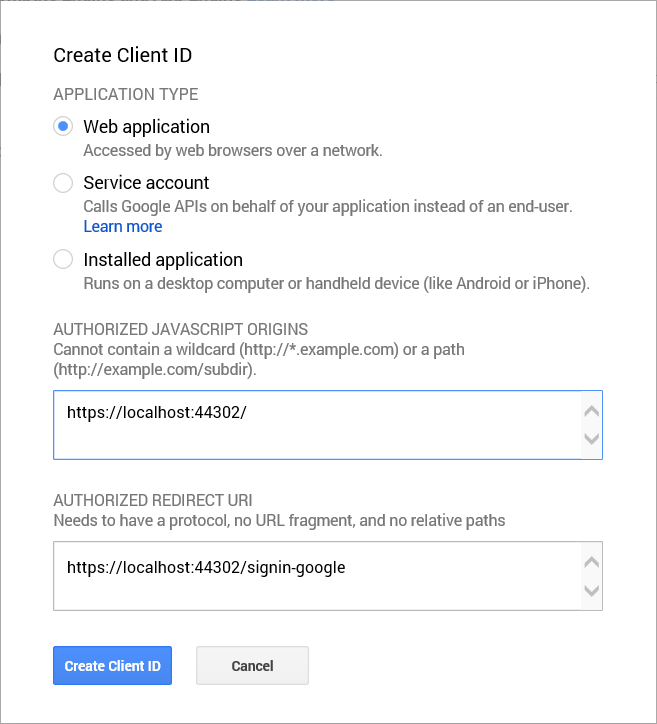 Create Client ID
APPLICATION TYPE
Web application
Accessed by web browsers over a network.
Service account
Calls Google APIs on behalf of your application instead of an end-user.
Learn more
Installed application
Runs on a desktop computer or handheld device (like Android or iPhone).
AUTHORIZED JAVASCRIPT ORIGINS
Cannot contain a wildcard (http://*.example.com) or a path
(http://example.com/subdir).
https://localhost:44302/
AUTHORIZED REDIRECT URI
Needs to have a protocol, no URL fragment, and no relative paths
https://localhost:44302/signin-google
Create Client ID
Cancel